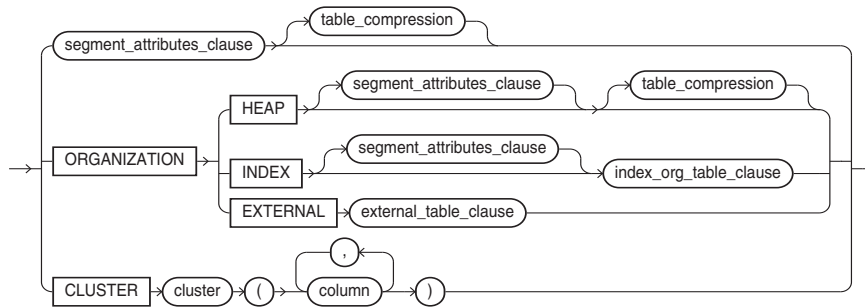 table_compression
segment_attributes_clause
segment_attributes_clause table_compression
HEAP
segment_attributes_clause
ORGANIZATION INDEX index_org_table_clause
EXTERNAL external_table_clause
,
CLUSTER cluster ( column )